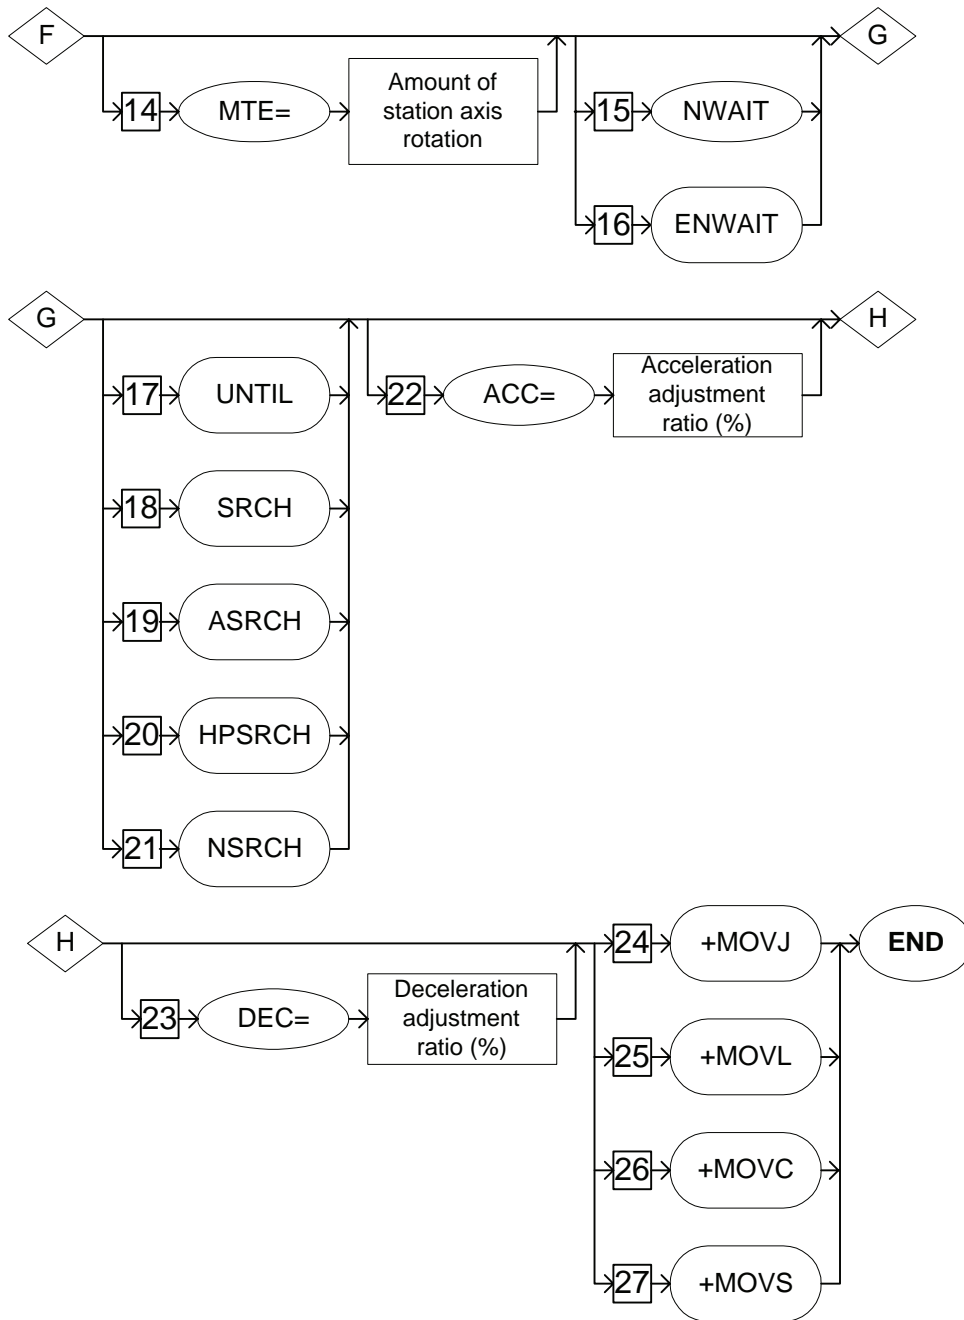 F
G
14
MTE=
Amount of
station axis
rotation
15
NWAIT
16
ENWAIT
G
H
17
UNTIL
22
ACC=
Acceleration
adjustment
ratio (%)
18
SRCH
19
ASRCH
20
HPSRCH
21
NSRCH
H
24
+MOVJ
END
23
DEC=
Deceleration
adjustment
ratio (%)
25
+MOVL
26
+MOVC
27
+MOVS